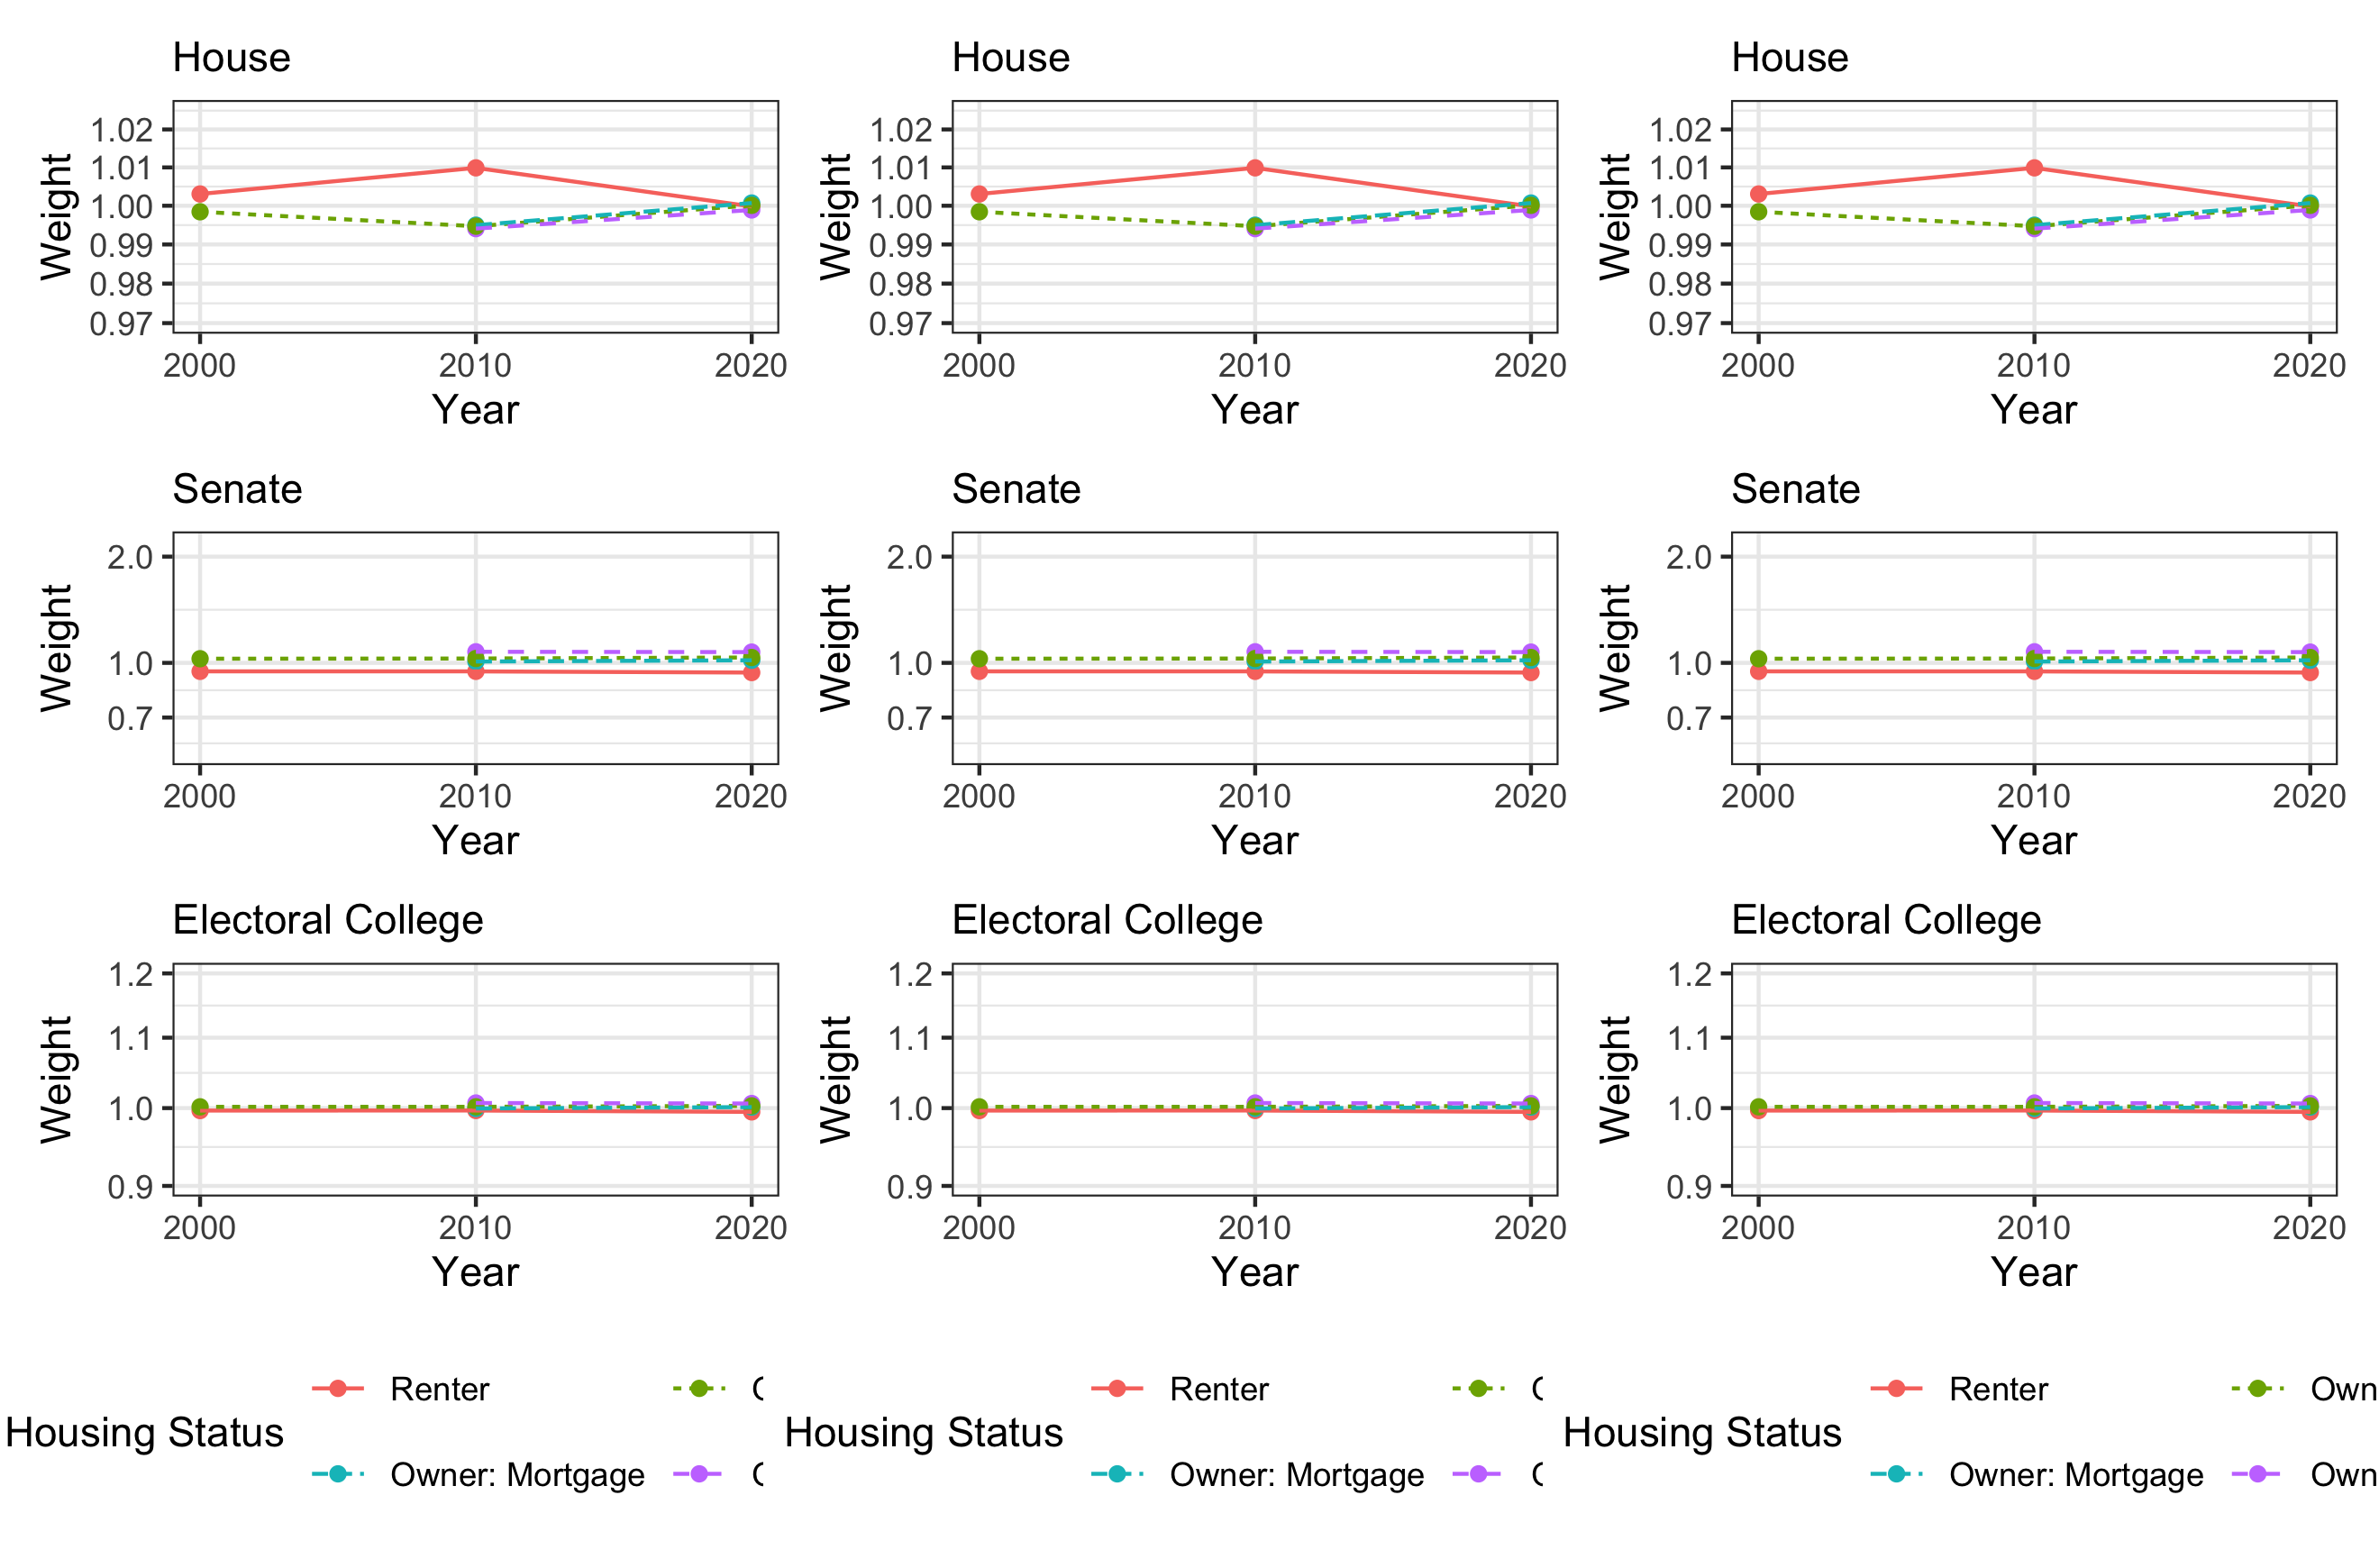 House House House
Weight Weight Weight
1.02 1.02 1.02
1.01 1.01 1.01
1.00 1.00 1.00
0.99 0.99 0.99
0.98 0.98 0.98
0.97 0.97 0.97
2000 2010 2020 2000 2010 2020 2000 2010 2020
Year Year Year
Senate Senate Senate
Weight Weight Weight
2.0 2.0 2.0
1.0 1.0 1.0
0.7 0.7 0.7
2000 2010 2020 2000 2010 2020 2000 2010 2020
Year Year Year
Electoral College Electoral College Electoral College
Weight Weight Weight
1.2 1.2 1.2
1.1 1.1 1.1
1.0 1.0 1.0
0.9 0.9 0.9
2000 2010 2020 2000 2010 2020 2000 2010 2020
Year Year Year
Renter Renter Renter Own
Housing Status Housing Status Housing Status
Owner: Mortgage Owner: Mortgage Owner: Mortgage Own